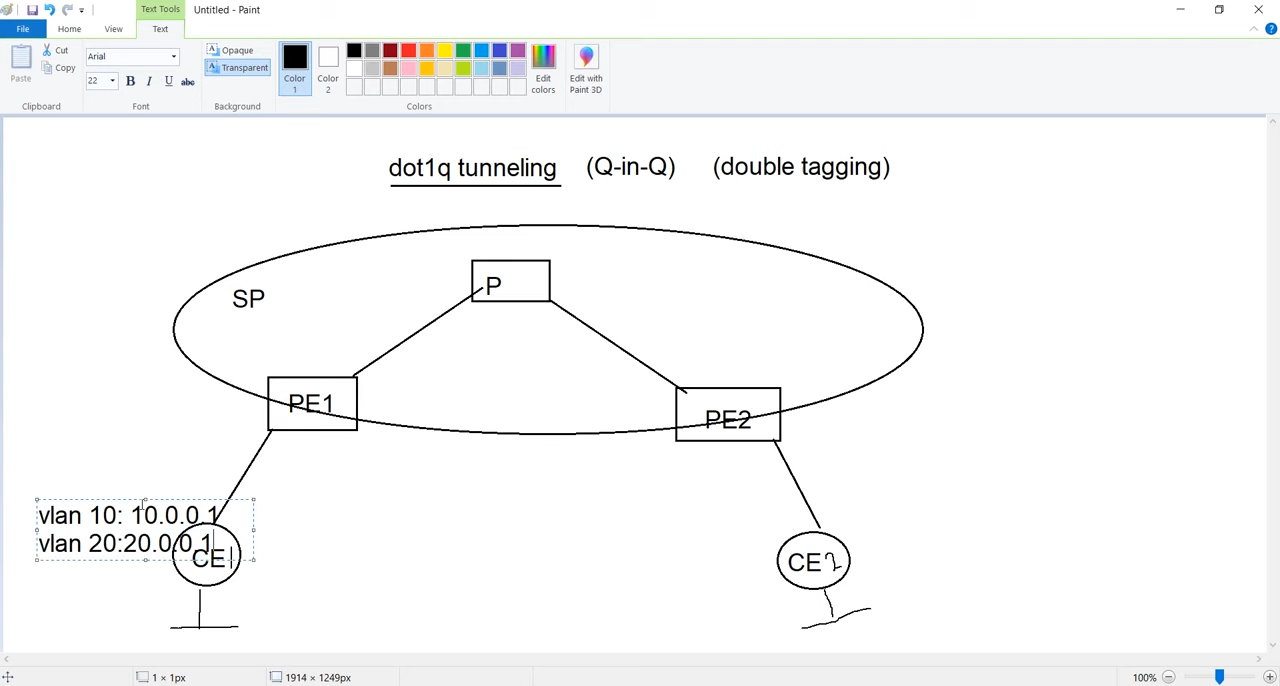 Text Tools
Untitled - Paint
File
Home
View
Text
Paste
Cut
Copy
Clipboard
Arial
22
B I U abc
Font
Opaque
Transparent
Background
Color 1
Color 2
Colors
Edit colors
Edit with Paint 3D
dot1q tunneling (Q-in-Q) (double tagging)
SP
P
PE1
PE2
vlan 10: 10.0.0.1
vlan 20:20.0.0.1
CE1
CE2
1 × 1px
1914 × 1249px
100%